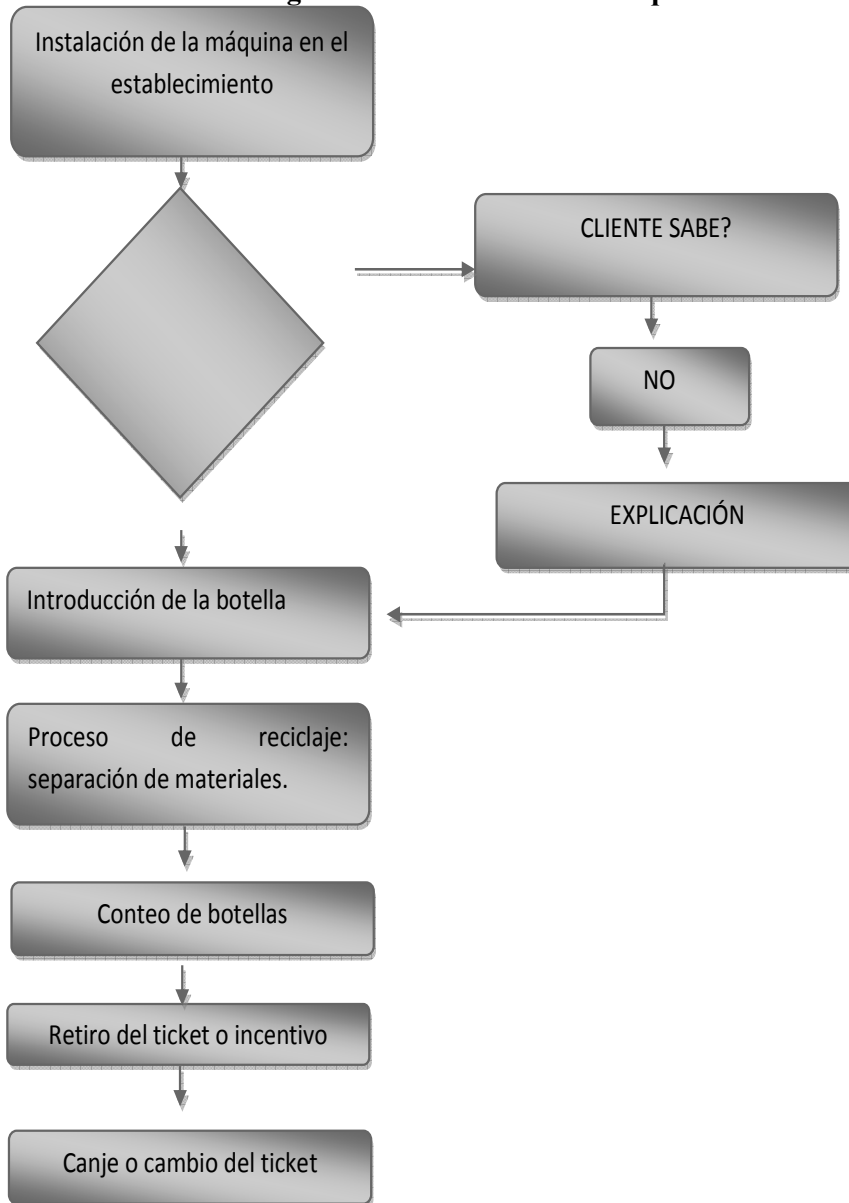 Instalación de la máquina en el
establecimiento
CLIENTE SABE?
NO
EXPLICACIÓN
Introducción de la botella
Proceso de reciclaje:
separación de materiales.
Conteo de botellas
Retiro del ticket o incentivo
Canje o cambio del ticket